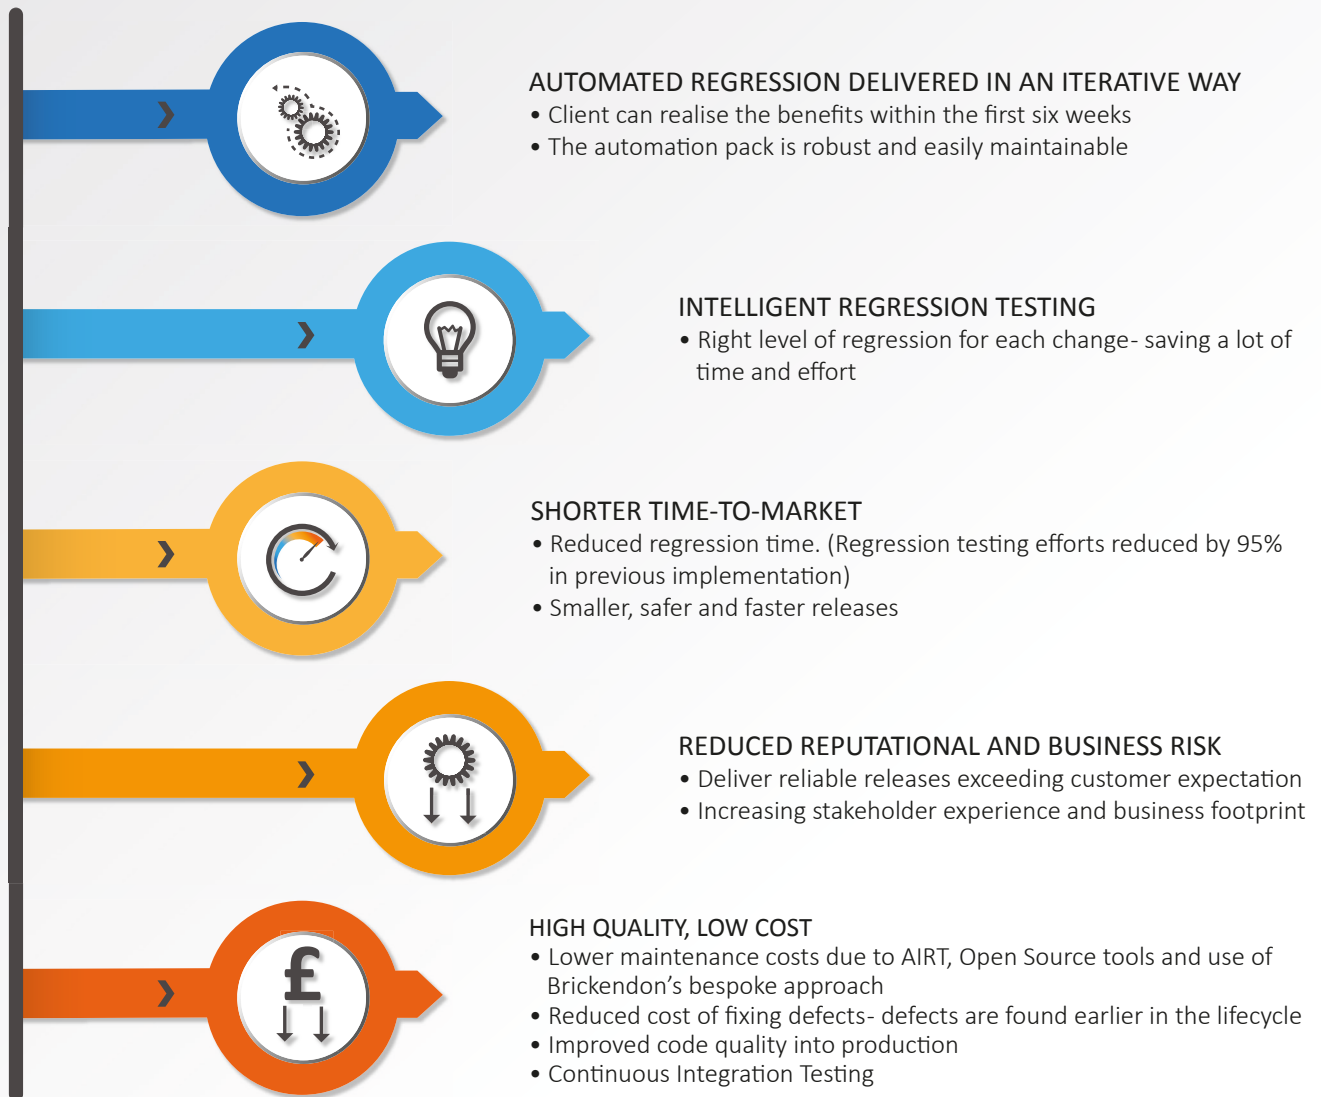 AUTOMATED REGRESSION DELIVERED IN AN ITERATIVE WAY
• Client can realise the benefits within the first six weeks
• The automation pack is robust and easily maintainable
INTELLIGENT REGRESSION TESTING
• Right level of regression for each change- saving a lot of
time and effort
SHORTER TIME-TO-MARKET
• Reduced regression time. (Regression testing efforts reduced by 95%
in previous implementation)
• Smaller, safer and faster releases
REDUCED REPUTATIONAL AND BUSINESS RISK
• Deliver reliable releases exceeding customer expectation
• Increasing stakeholder experience and business footprint
£
HIGH QUALITY, LOW COST
• Lower maintenance costs due to AIRT, Open Source tools and use of
Brickendon’s bespoke approach
• Reduced cost of fixing defects- defects are found earlier in the lifecycle
• Improved code quality into production
• Continuous Integration Testing